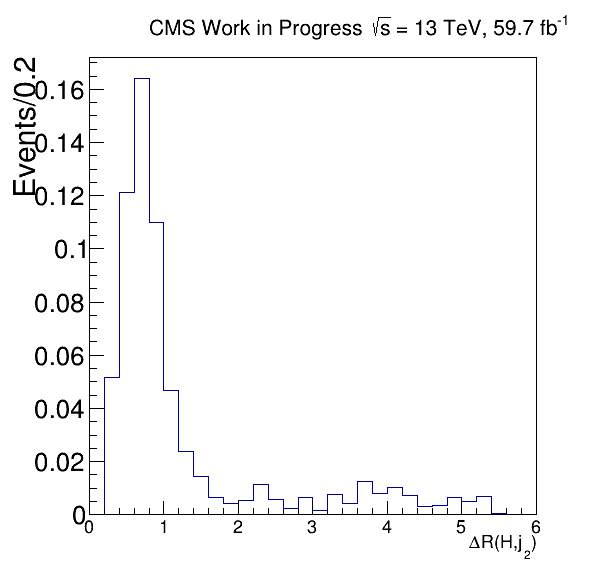 CMS Work in Progress √s = 13 TeV, 59.7 fb⁻¹
Events/0.2
0.16
0.14
0.12
0.1
0.08
0.06
0.04
0.02
0
0 1 2 3 4 5 6
ΔR(H,j₂)